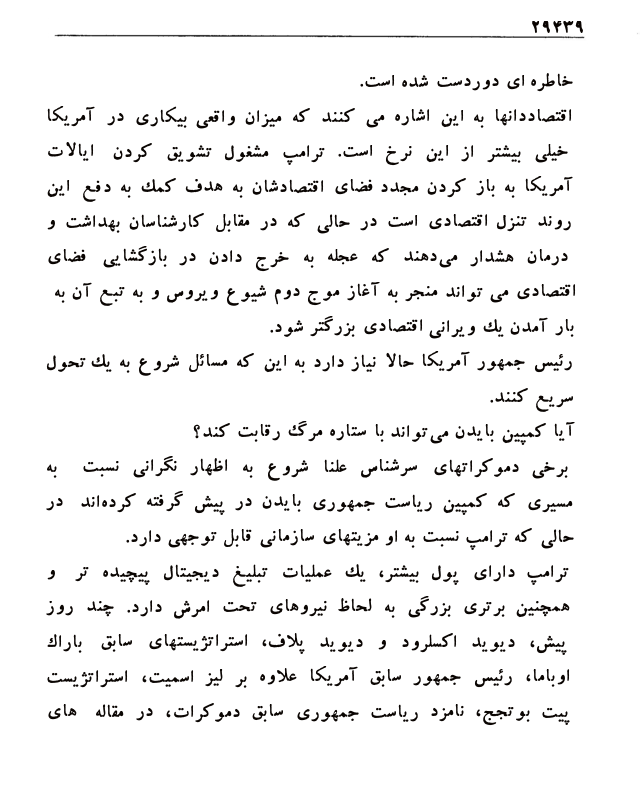 ۲۹۴۳۹
خاطره ای دوردست شده است.
اقتصاددانها به این اشاره می کنند که میزان واقعی بیکاری در آمریکا
خیلی بیشتر از این نرخ است. ترامپ مشغول تشویق کردن ایالات
آمریکا به باز کردن مجدد فضای اقتصادشان به هدف کمك به دفع این
روند تنزل اقتصادی است در حالی که در مقابل کارشناسان بهداشت و
درمان هشدار می‌دهند که عجله به خرج دادن در بازگشایی فضای
اقتصادی می تواند منجر به آغاز موج دوم شیوع ویروس و به تبع آن به
بار آمدن یك ویرانی اقتصادی بزرگتر شود.
رئیس جمهور آمریکا حالا نیاز دارد به این که مسائل شروع به یك تحول
سریع کنند.
آیا کمپین بایدن می‌تواند با ستاره مرگ رقابت کند؟
برخی دموکراتهای سرشناس علنا شروع به اظهار نگرانی نسبت به
مسیری که کمپین ریاست جمهوری بایدن در پیش گرفته کرده‌اند در
حالی که ترامپ نسبت به او مزیتهای سازمانی قابل توجهی دارد.
ترامپ دارای پول بیشتر، یك عملیات تبلیغ دیجیتال پیچیده تر و
همچنین برتری بزرگی به لحاظ نیروهای تحت امرش دارد. چند روز
پیش، دیوید اکسلرود و دیوید پلاف، استراتژیستهای سابق باراك
اوباما، رئیس جمهور سابق آمریکا علاوه بر لیز اسمیت، استراتژیست
پیت بوتجج، نامزد ریاست جمهوری سابق دموکرات، در مقاله های